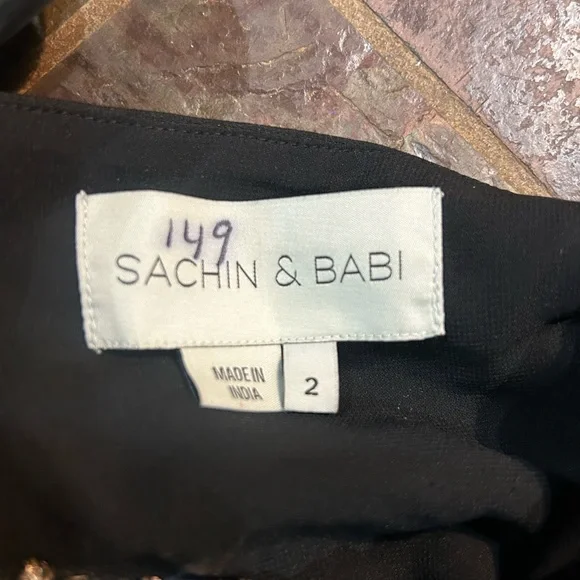 149
SACHIN & BABI
MADE IN
INDIA
2